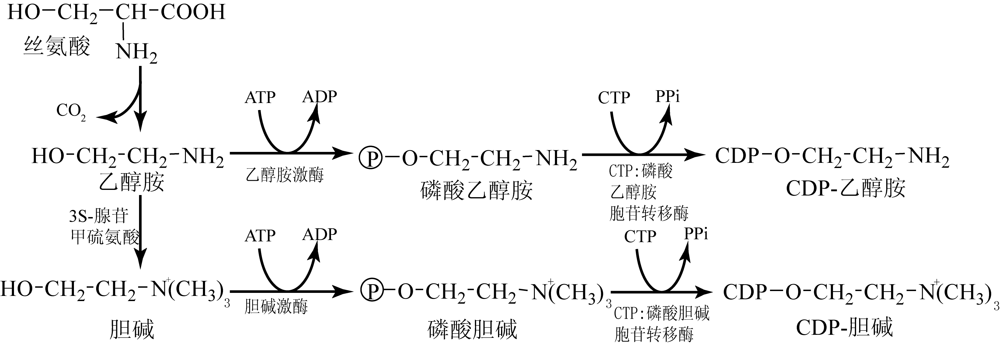 HO-CH2-CH-COOH
丝氨酸
NH2
CO2
ATP ADP
CTP PPi
HO-CH2-CH2-NH2
乙醇胺
乙醇胺激酶
P-O-CH2-CH2-NH2
磷酸乙醇胺
CTP:磷酸
乙醇胺
胞苷转移酶
CDP-O-CH2-CH2-NH2
CDP-乙醇胺
3S-腺苷
甲硫氨酸
ATP ADP
CTP PPi
HO-CH2-CH2-N+(CH3)3
胆碱
胆碱激酶
P-O-CH2-CH2-N+(CH3)3
磷酸胆碱
CTP:磷酸胆碱
胞苷转移酶
CDP-O-CH2-CH2-N+(CH3)3
CDP-胆碱